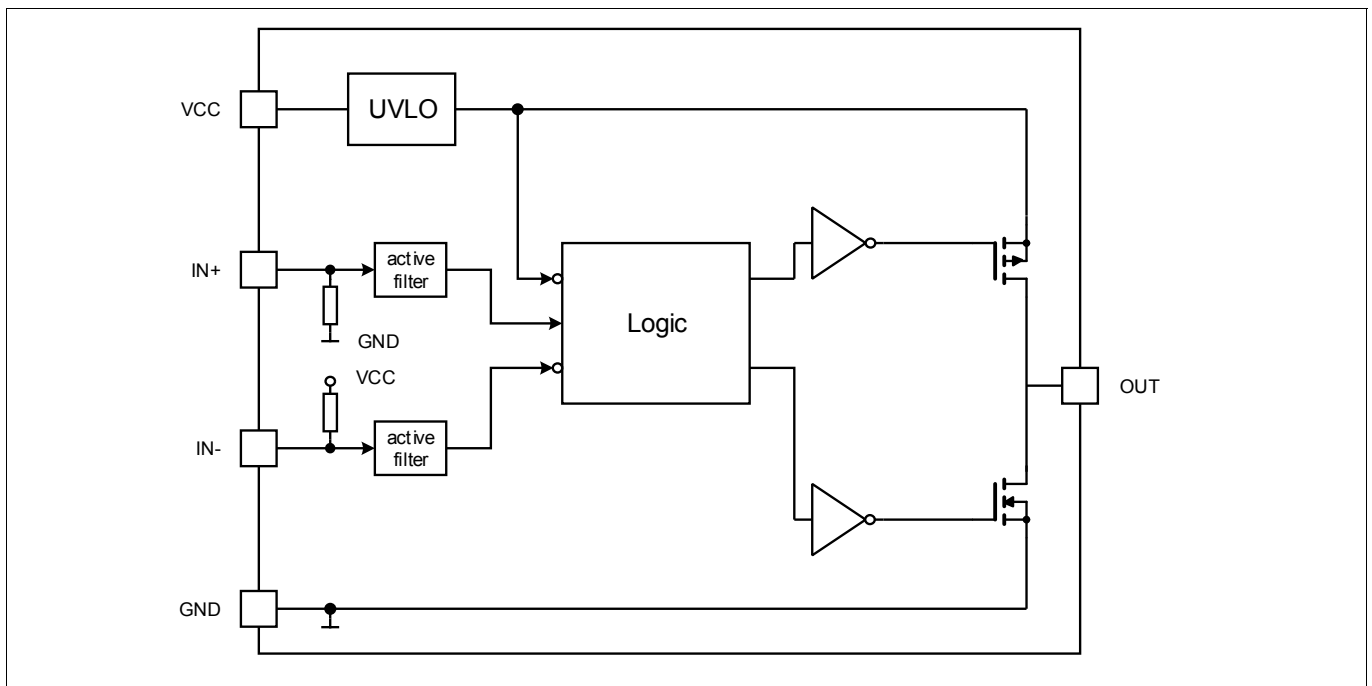 VCC
UVLO
IN+
active
filter
GND
Logic
VCC
OUT
IN-
active
filter
GND